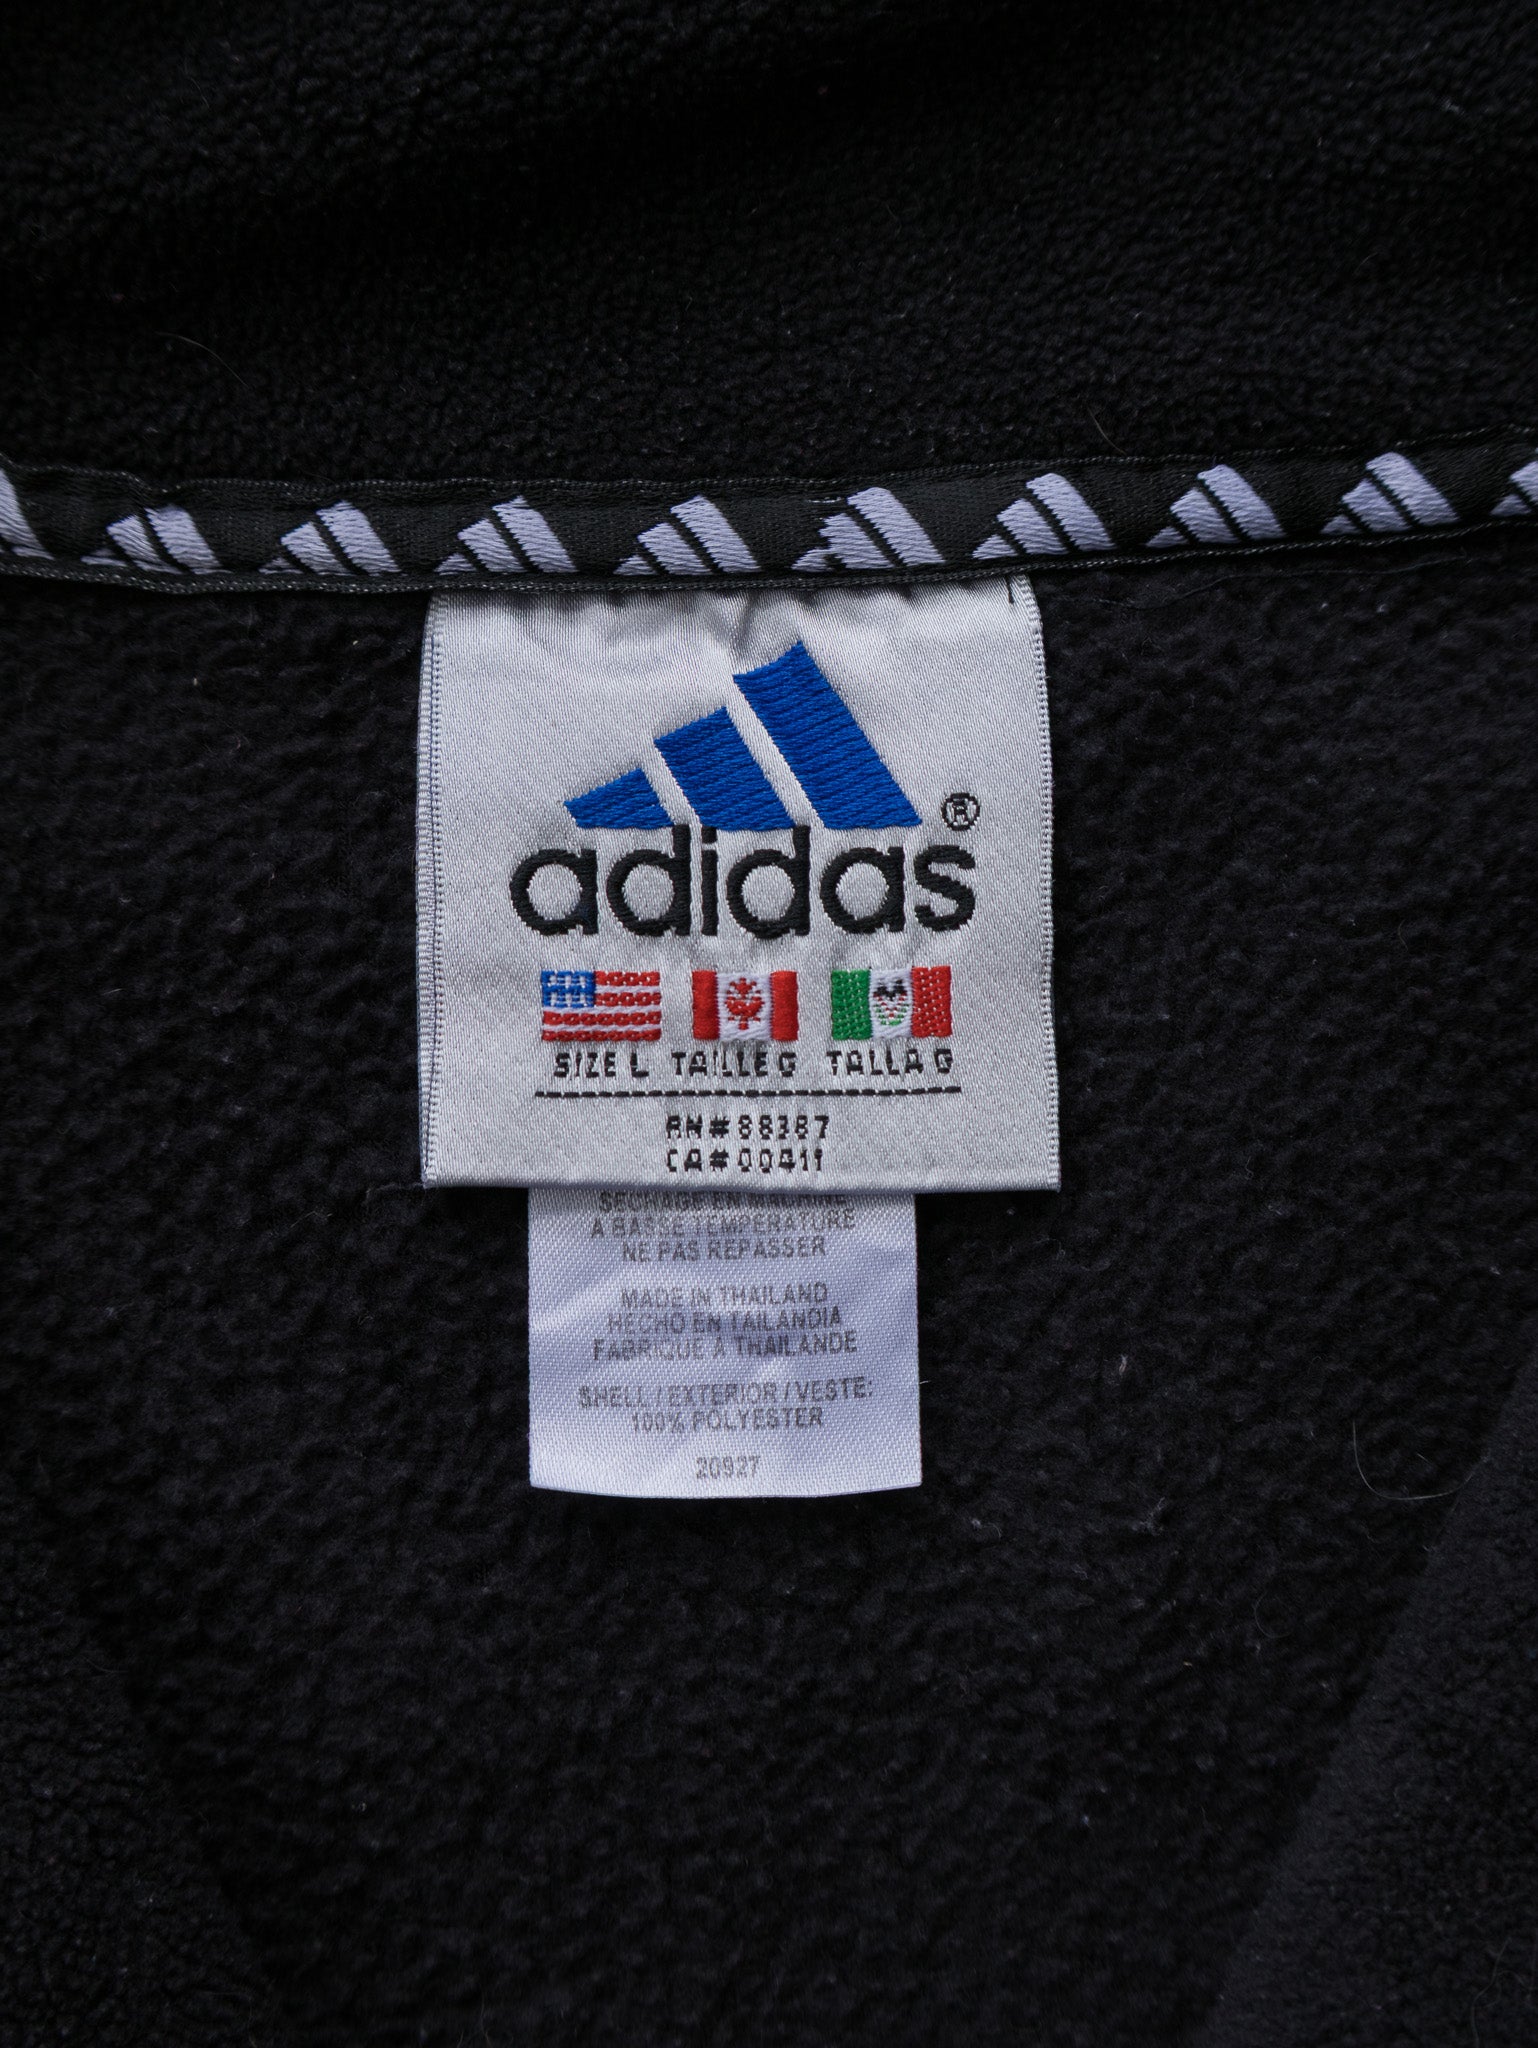 ®
adidas
SIZE L TAILLE G TALLA G
RN#88387
CA#00411
SECHAGE EN MACHINE
A BASSE TEMPERATURE
NE PAS REPASSER
MADE IN THAILAND
HECHO EN TAILANDIA
FABRIQUE À THAILANDE
SHELL / EXTERIOR / VESTE:
100% POLYESTER
20927